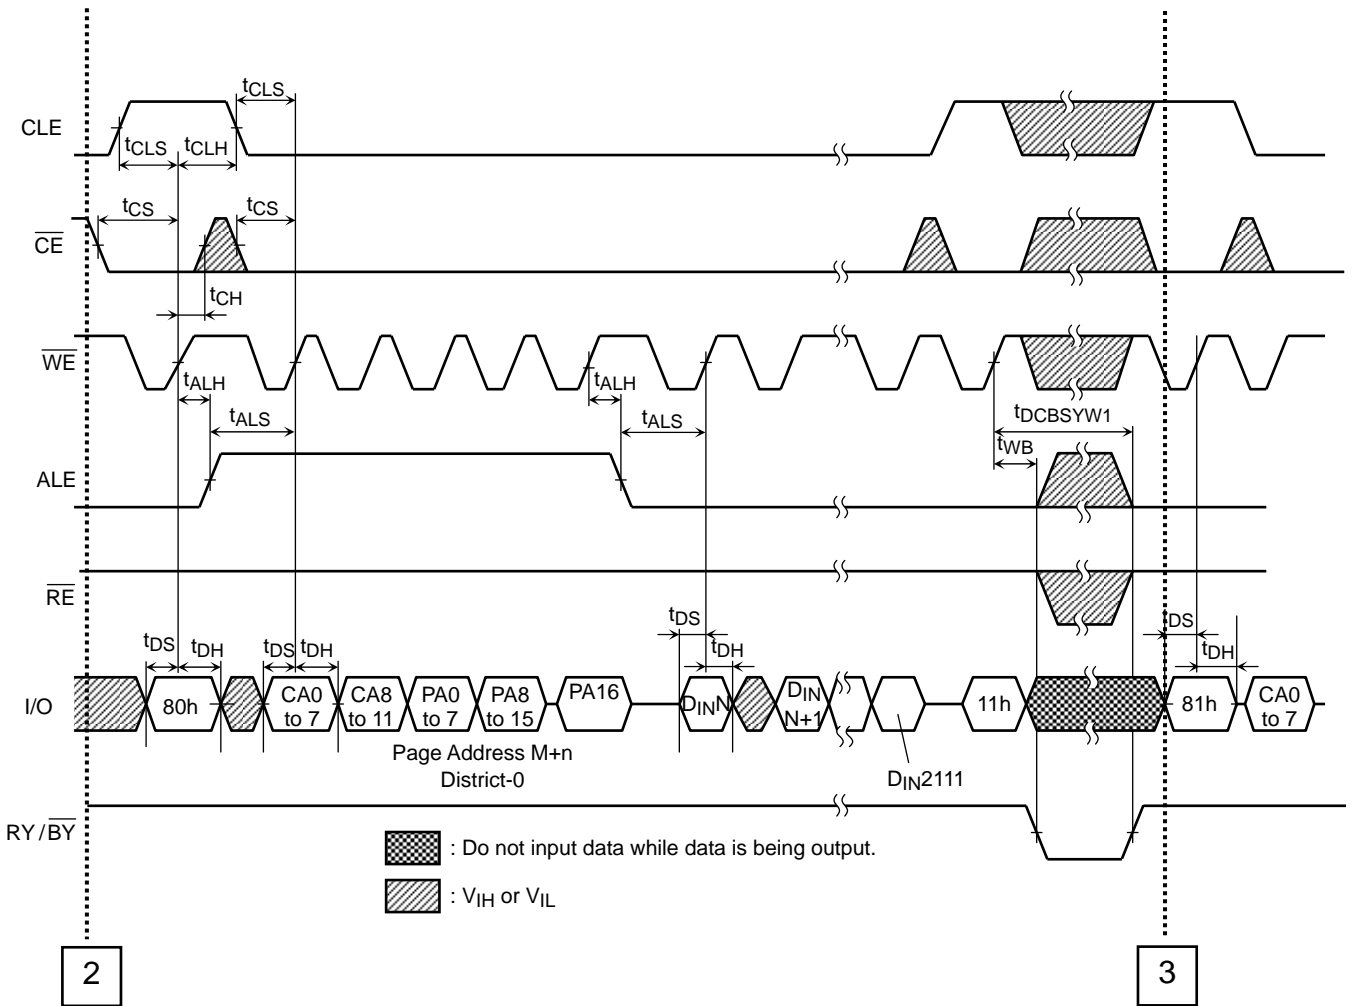 tCLS
CLE
tCLS
tCLH
tCS
tCS
CE
tCH
WE
tALH
tALH
tALS
tALS
tDCBSYW1
tWB
ALE
RE
tDS
tDH
tDS
tDH
tDS
tDH
tDS
tDH
I/O
80h
CA0
to 7
CA8
to 11
PA0
to 7
PA8
to 15
PA16
DINN
DIN
N+1
11h
81h
CA0
to 7
Page Address M+n
District-0
DIN2111
RY/BY
: Do not input data while data is being output.
: VIH or VIL
2
3